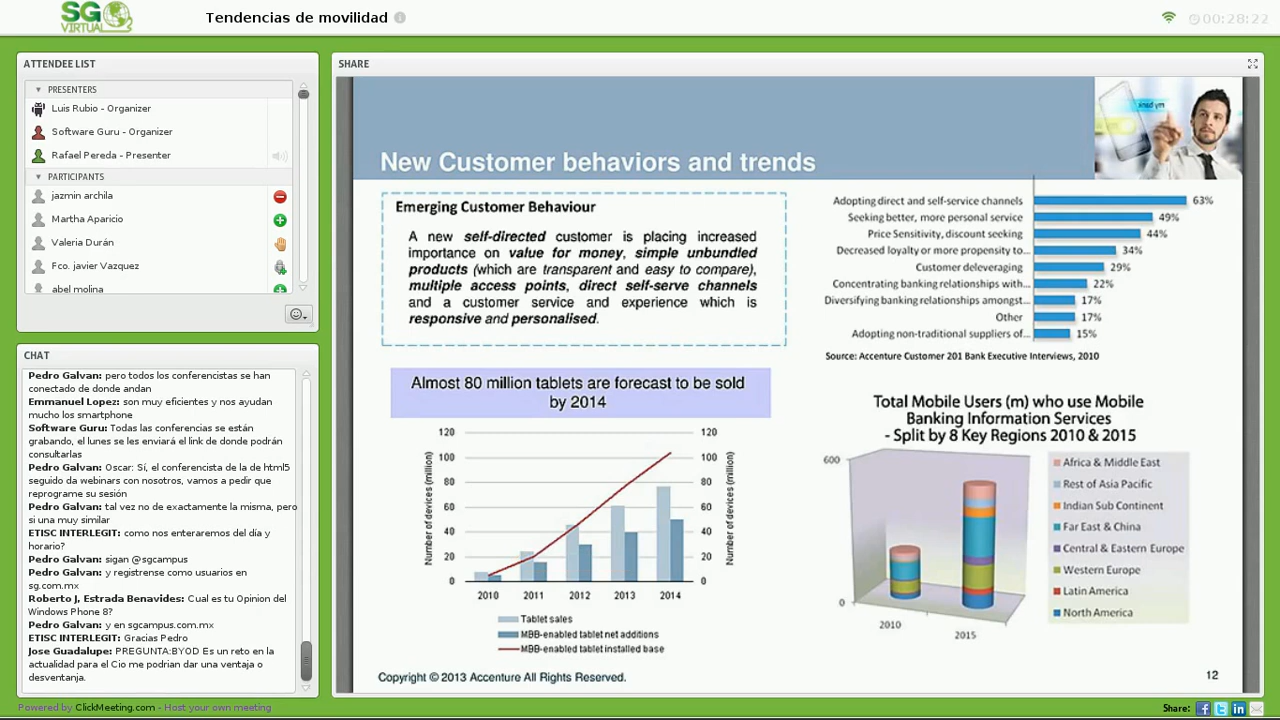 SG
VIRTUAL
Tendencias de movilidad
00:28:22
ATTENDEE LIST
PRESENTERS
Luis Rubio - Organizer
Software Guru - Organizer
Rafael Pereda - Presenter
PARTICIPANTS
jazmin archila
Martha Aparicio
Valeria Durán
Fco. javier Vazquez
abel molina
CHAT
Pedro Galvan: pero todos los conferencistas se han
conectado de donde andan
Emmanuel Lopez: son muy eficientes y nos ayudan
mucho los smartphone
Software Guru: Todas las conferencias se están
grabando, el lunes se les enviará el link de donde podrán
consultarlas
Pedro Galvan: Oscar: Sí, el conferencista de la de html5
seguido da webinars con nosotros, vamos a pedir que
reprograme su sesión
Pedro Galvan: tal vez no de exactamente la misma, pero
si una muy similar
ETISC INTERLEGIT: como nos enteraremos del día y
horario?
Pedro Galvan: sigan @sgcampus
Pedro Galvan: y registrense como usuarios en
sg.com.mx
Roberto J, Estrada Benavides: Cual es tu Opinion del
Windows Phone 8?
Pedro Galvan: y en sgcampus.com.mx
ETISC INTERLEGIT: Gracias Pedro
Jose Guadalupe: PREGUNTA:BYOD Es un reto en la
actualidad para el Cio me podrian dar una ventaja o
desventanja.
SHARE
New Customer behaviors and trends
Emerging Customer Behaviour
A new self-directed customer is placing increased
importance on value for money, simple unbundled
products (which are transparent and easy to compare),
multiple access points, direct self-serve channels
and a customer service and experience which is
responsive and personalised.
Adopting direct and self-service channels 63%
Seeking better, more personal service 49%
Price Sensitivity, discount seeking 44%
Decreased loyalty or more propensity to... 34%
Customer deleveraging 29%
Concentrating banking relationships with... 22%
Diversifying banking relationships amongst... 17%
Other 17%
Adopting non-traditional suppliers of... 15%
Source: Accenture Customer 201 Bank Executive Interviews, 2010
Almost 80 million tablets are forecast to be sold
by 2014
Number of devices (million)
120 120
100 100
80 80
60 60
40 40
20 20
0 0
Number of devices (million)
2010 2011 2012 2013 2014
Tablet sales
MBB-enabled tablet net additions
MBB-enabled tablet installed base
Total Mobile Users (m) who use Mobile
Banking Information Services
- Split by 8 Key Regions 2010 & 2015
600
0
2010
2015
Africa & Middle East
Rest of Asia Pacific
Indian Sub Continent
Far East & China
Central & Eastern Europe
Western Europe
Latin America
North America
Copyright © 2013 Accenture All Rights Reserved.
12
Powered by ClickMeeting.com - Host your own meeting
Share: